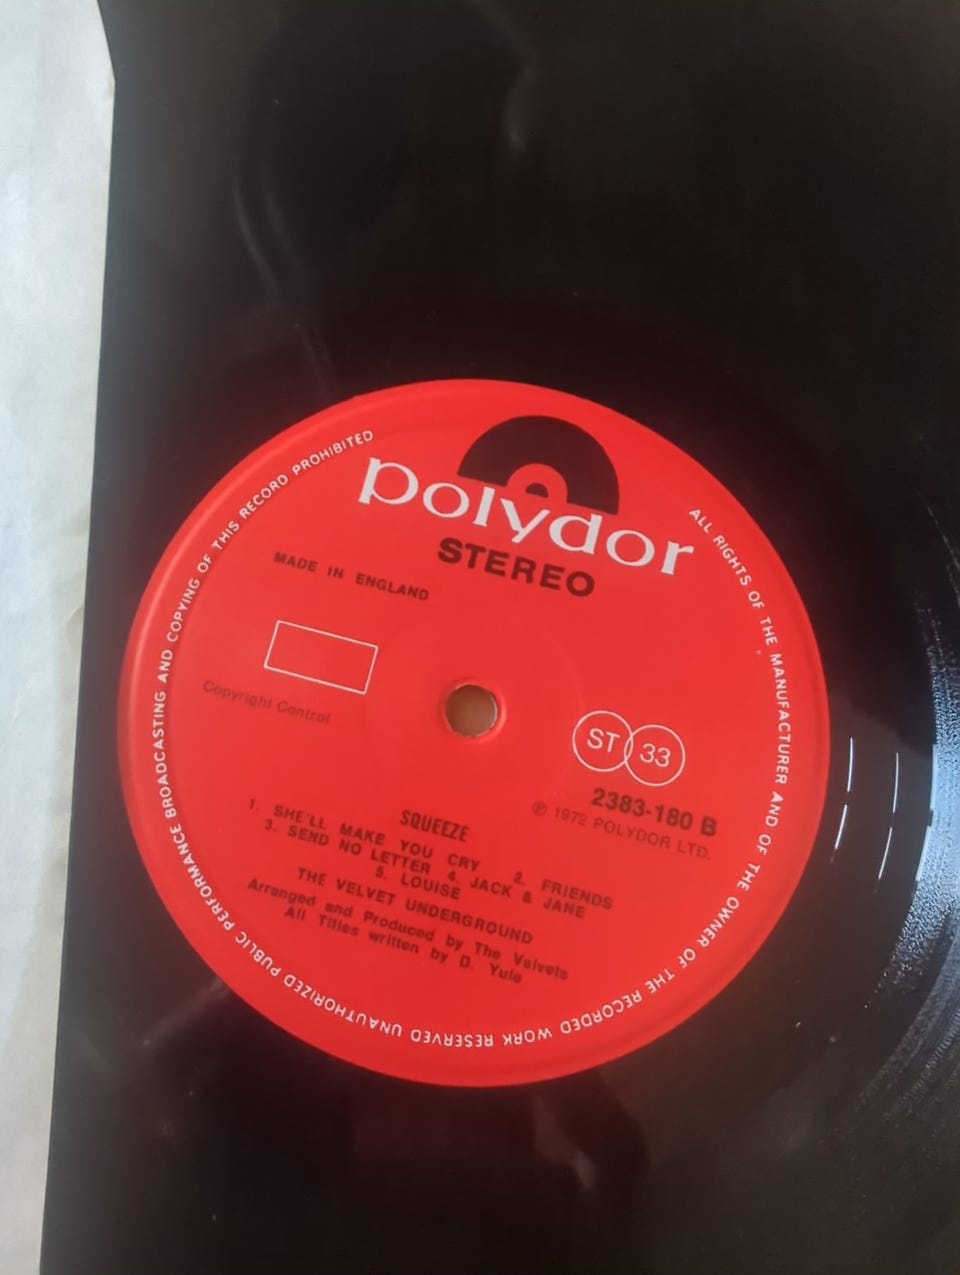 polydor
STEREO
MADE IN ENGLAND
Copyright Control
ST 33
2383-180 B
℗ 1972 POLYDOR LTD.
SQUEEZE
1. SHE'LL MAKE YOU CRY 2. FRIENDS
3. SEND NO LETTER 4. JACK & JANE
5. LOUISE
THE VELVET UNDERGROUND
Arranged and Produced by The Velvets
All Titles written by D. Yule
ALL RIGHTS OF THE MANUFACTURER AND OF THE OWNER OF THE RECORDED WORK RESERVED UNAUTHORIZED PUBLIC PERFORMANCE BROADCASTING AND COPYING OF THIS RECORD PROHIBITED